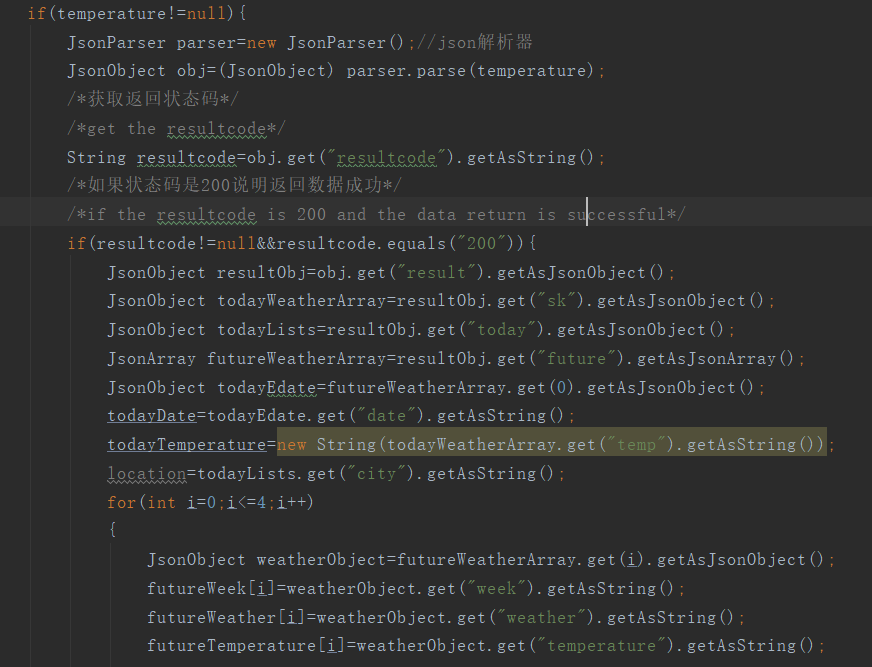 if(temperature!=null){
JsonParser parser=new JsonParser();//json解析器
JsonObject obj=(JsonObject) parser.parse(temperature);
/*获取返回状态码*/
/*get the resultcode*/
String resultcode=obj.get("resultcode").getAsString();
/*如果状态码是200说明返回数据成功*/
/*if the resultcode is 200 and the data return is successful*/
if(resultcode!=null&&resultcode.equals("200")){
JsonObject resultObj=obj.get("result").getAsJsonObject();
JsonObject todayWeatherArray=resultObj.get("sk").getAsJsonObject();
JsonObject todayLists=resultObj.get("today").getAsJsonObject();
JsonArray futureWeatherArray=resultObj.get("future").getAsJsonArray();
JsonObject todayEdate=futureWeatherArray.get(0).getAsJsonObject();
todayDate=todayEdate.get("date").getAsString();
todayTemperature=new String(todayWeatherArray.get("temp").getAsString());
location=todayLists.get("city").getAsString();
for(int i=0;i<=4;i++)
{
JsonObject weatherObject=futureWeatherArray.get(i).getAsJsonObject();
futureWeek[i]=weatherObject.get("week").getAsString();
futureWeather[i]=weatherObject.get("weather").getAsString();
futureTemperature[i]=weatherObject.get("temperature").getAsString();